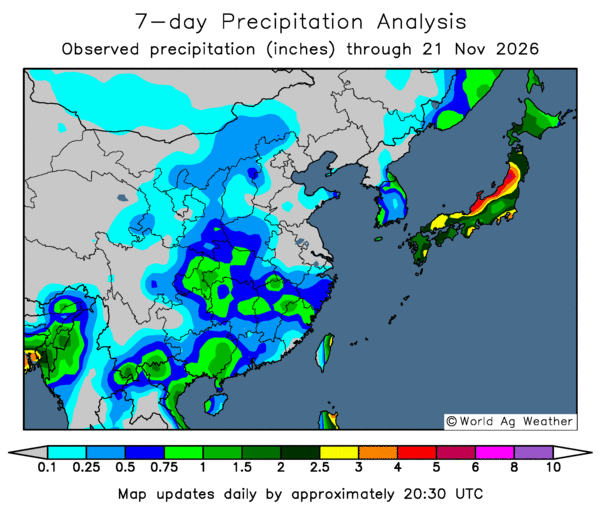 7-day Precipitation Analysis
Observed precipitation (inches) through 21 Nov 2026
© World Ag Weather
0.1 0.25 0.5 0.75 1 1.5 2 2.5 3 4 5 6 8 10
Map updates daily by approximately 20:30 UTC